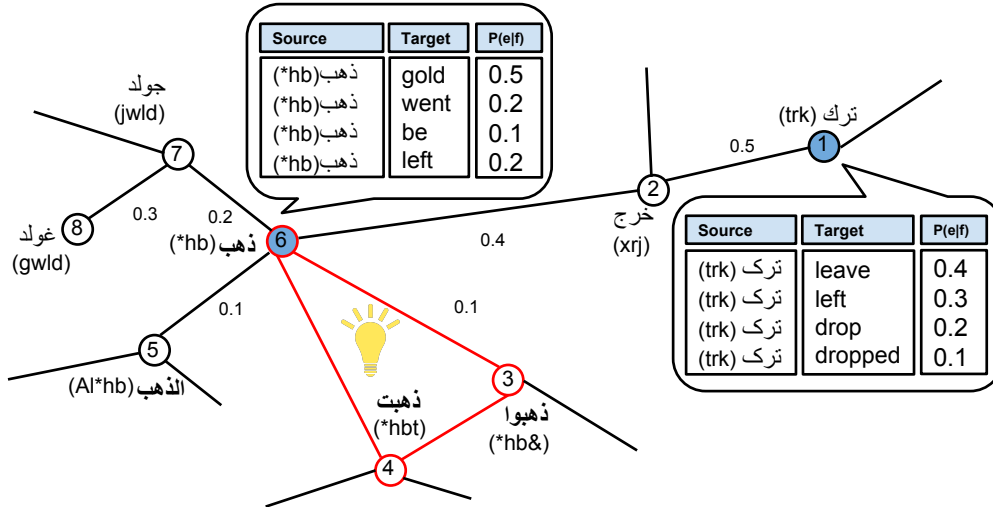 Source Target P(e|f)
ذهب(*hb) gold 0.5
ذهب(*hb) went 0.2
ذهب(*hb) be 0.1
ذهب(*hb) left 0.2
جولد
(jwld)
7
8
غولد
(gwld)
0.3
0.2
ذهب(*hb)
6
0.4
2
خرج
(xrj)
0.5
ترك (trk)
1
Source Target P(e|f)
ترک (trk) leave 0.4
ترک (trk) left 0.3
ترک (trk) drop 0.2
ترک (trk) dropped 0.1
0.1
5
الذهب(Al*hb)
0.1
3
ذهبوا
(*hb&)
ذهبت
(*hbt)
4